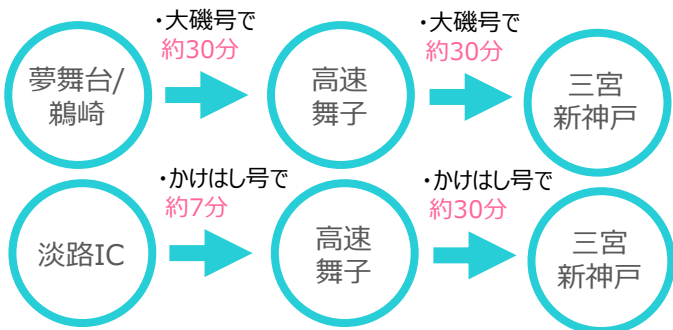 ・大磯号で
約30分
・大磯号で
約30分
夢舞台/
鵜崎
高速
舞子
三宮
新神戸
・かけはし号で
約7分
・かけはし号で
約30分
淡路IC
高速
舞子
三宮
新神戸